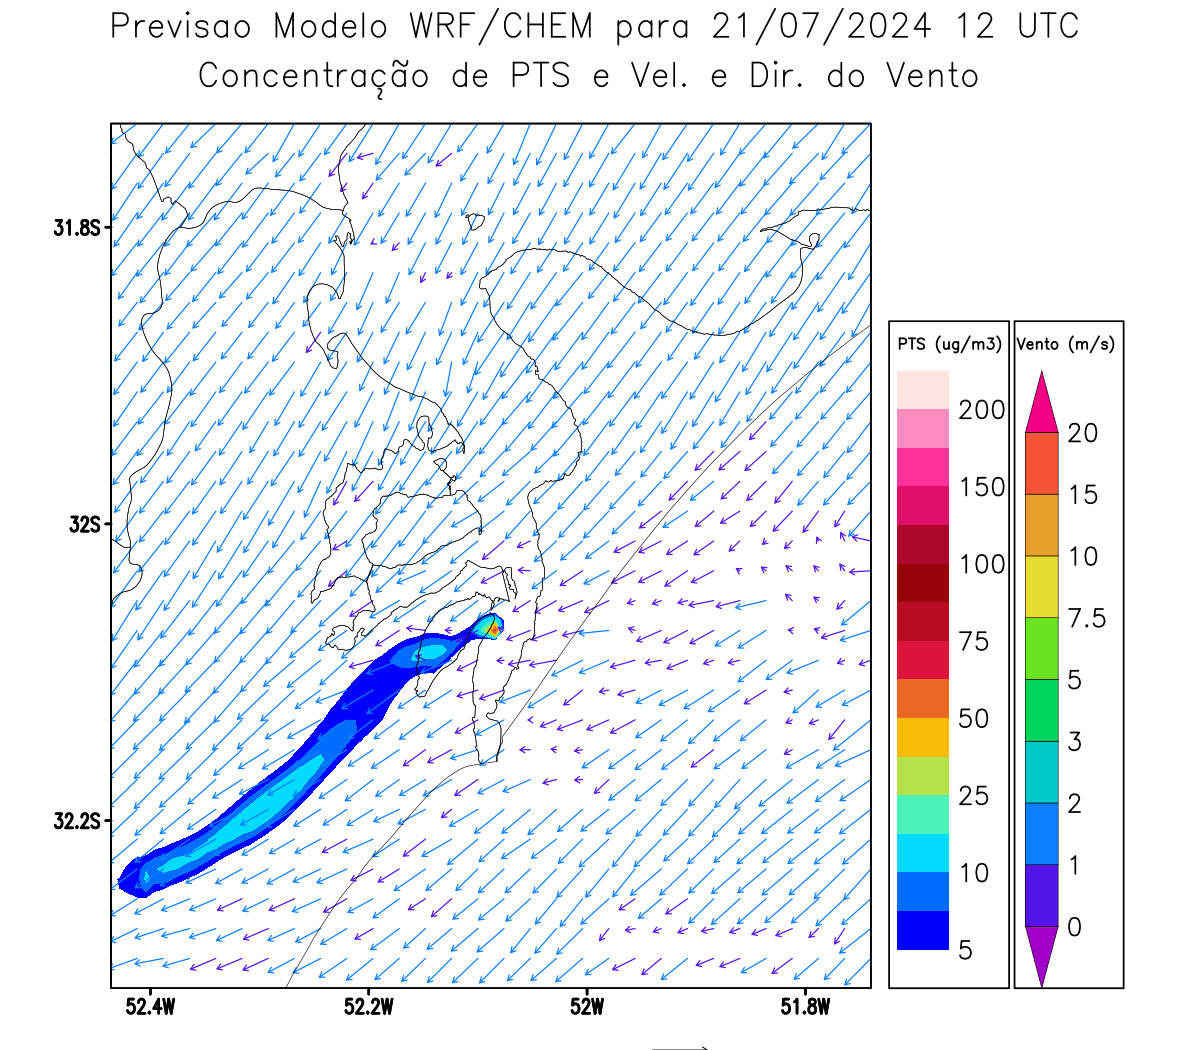 Previsao Modelo WRF/CHEM para 21/07/2024 12 UTC
Concentração de PTS e Vel. e Dir. do Vento
31.8S
32S
32.2S
52.4W
52.2W
52W
51.8W
PTS (ug/m3)
200
150
100
75
50
25
10
5
Vento (m/s)
20
15
10
7.5
5
3
2
1
0